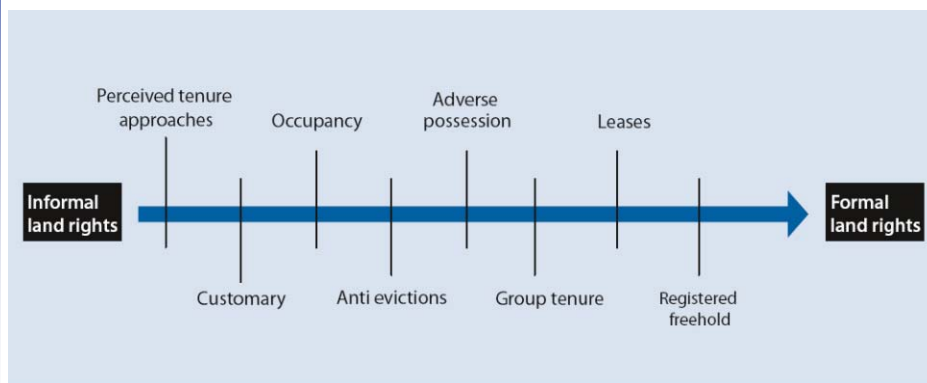 Perceived tenure
approaches
Occupancy
Adverse
possession
Leases
Informal
land rights
Formal
land rights
Customary
Anti evictions
Group tenure
Registered
freehold